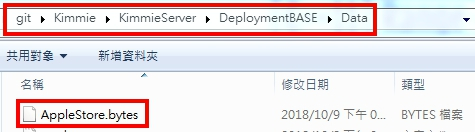 git ▸ Kimmie ▸ KimmieServer ▸ DeploymentBASE ▸ Data ▸
共用對象 ▾ 新增資料夾
名稱 修改日期 類型
AppleStore.bytes 2018/10/9 下午 0... BYTES 檔案